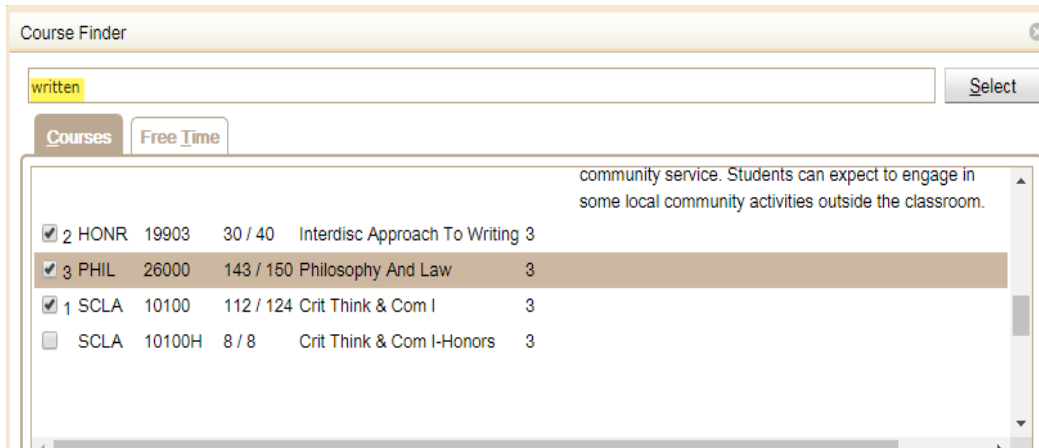 Course Finder
written
Select
Courses Free Time
community service. Students can expect to engage in
some local community activities outside the classroom.
2 HONR 19903 30 / 40 Interdisc Approach To Writing 3
3 PHIL 26000 143 / 150 Philosophy And Law 3
1 SCLA 10100 112 / 124 Crit Think & Com I 3
SCLA 10100H 8 / 8 Crit Think & Com I-Honors 3